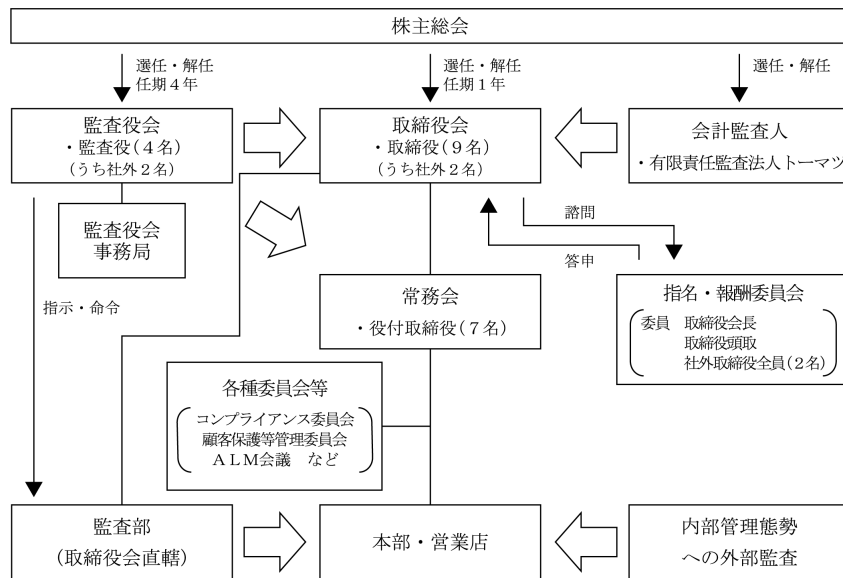 株主総会
選任・解任
任期4年
選任・解任
任期1年
選任・解任
監査役会
・監査役(4名)
(うち社外2名)
取締役会
・取締役(9名)
(うち社外2名)
会計監査人
・有限責任監査法人トーマツ
監査役会
事務局
諮問
答申
指示・命令
常務会
・役付取締役(7名)
指名・報酬委員会
委員 取締役会長
取締役頭取
社外取締役全員(2名)
各種委員会等
コンプライアンス委員会
顧客保護等管理委員会
ALM会議 など
監査部
(取締役会直轄)
本部・営業店
内部管理態勢
への外部監査